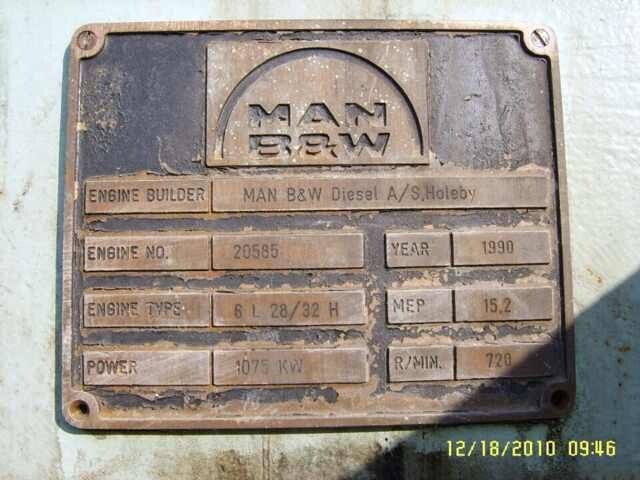 MAN
B&W
ENGINE BUILDER MAN B&W Diesel A/S,Holeby
ENGINE NO. 20585 YEAR 1990
ENGINE TYPE 6 L 28/32 H MEP 15.2
POWER 1075 KW R/MIN. 720
12/18/2010 09:46